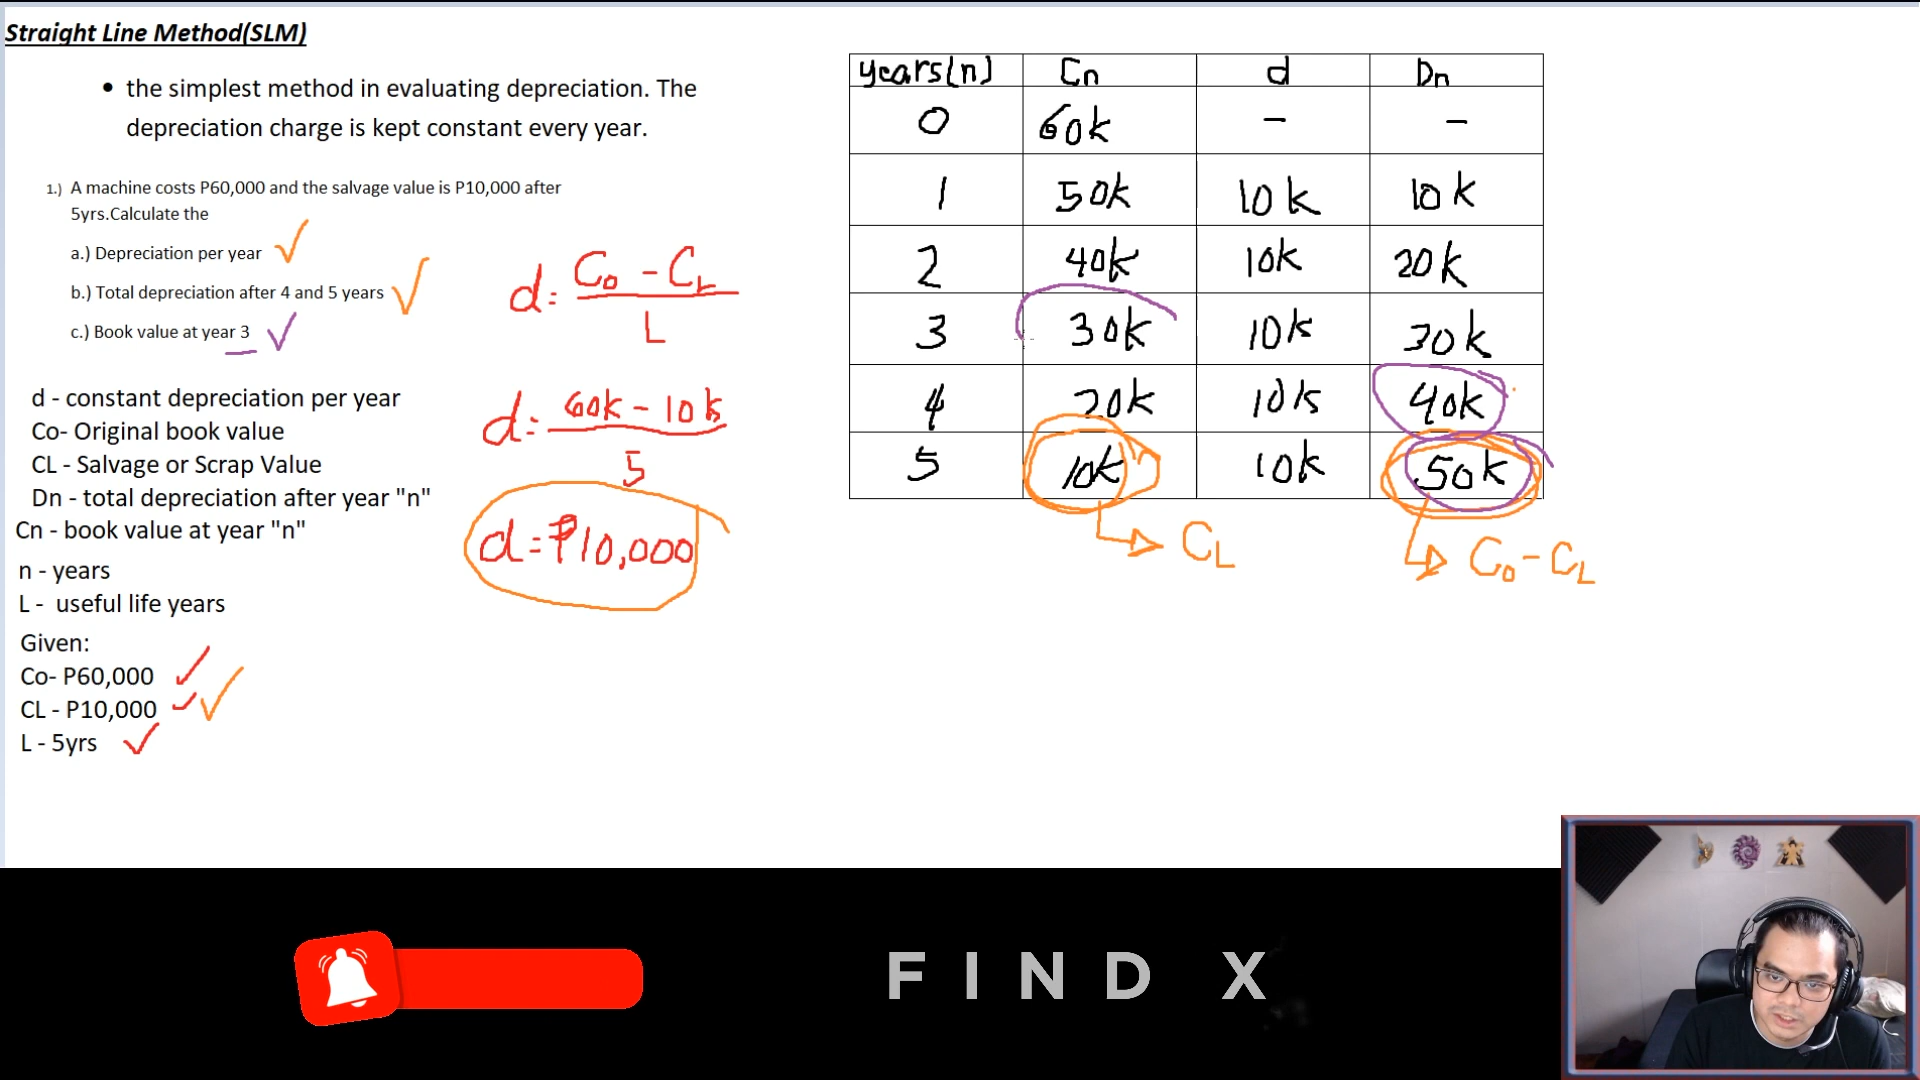 Straight Line Method(SLM)
• the simplest method in evaluating depreciation. The
depreciation charge is kept constant every year.
1.) A machine costs P60,000 and the salvage value is P10,000 after
5yrs.Calculate the
a.) Depreciation per year
b.) Total depreciation after 4 and 5 years
c.) Book value at year 3
d - constant depreciation per year
Co- Original book value
CL - Salvage or Scrap Value
Dn - total depreciation after year "n"
Cn - book value at year "n"
n - years
L - useful life years
Given:
Co- P60,000
CL - P10,000
L - 5yrs
d = Co - CL
L
d = 60k - 10k
5
d = ₱10,000
years(n) Cn d Dn
0 60k - -
1 50k 10k 10k
2 40k 10k 20k
3 30k 10k 30k
4 20k 10k 40k
5 10k 10k 50k
CL
Co - CL
FIND X